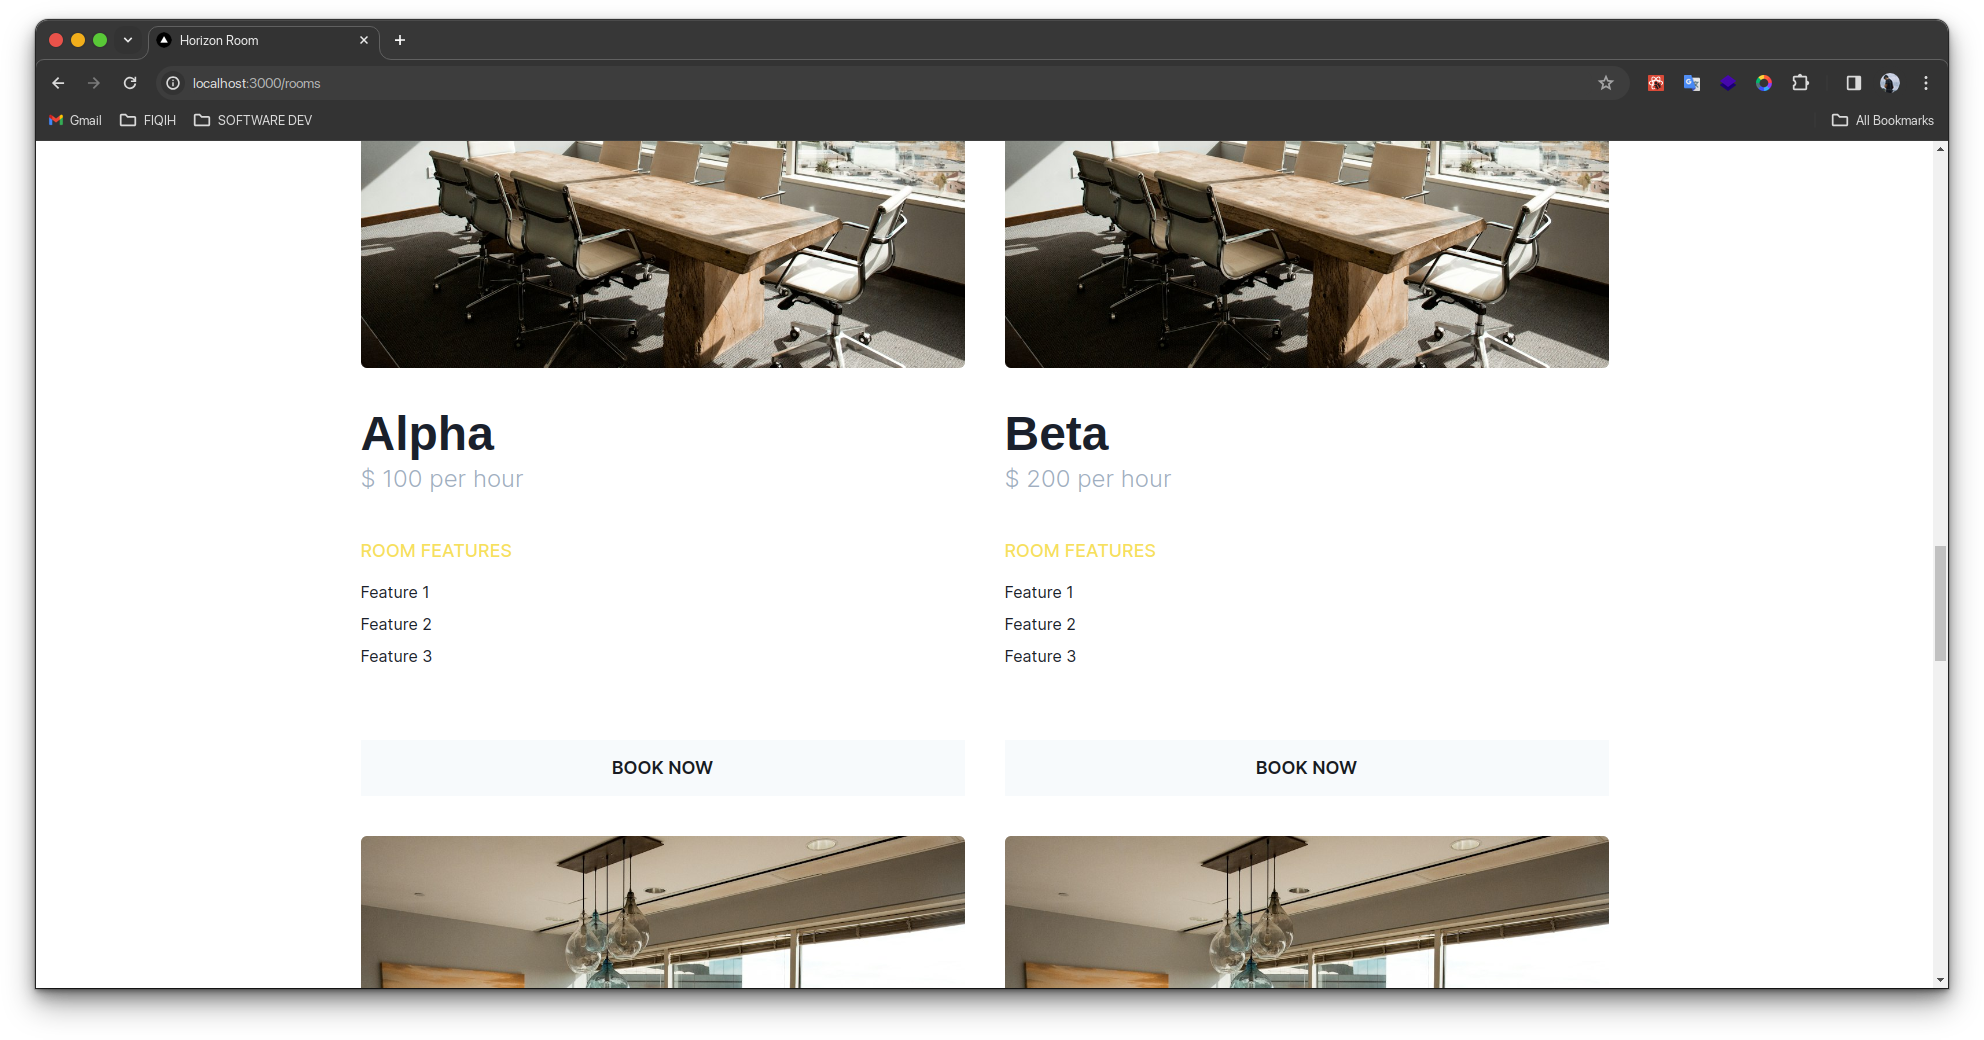 Horizon Room
localhost:3000/rooms
Gmail
FIQIH
SOFTWARE DEV
All Bookmarks
Alpha
$ 100 per hour
ROOM FEATURES
Feature 1
Feature 2
Feature 3
BOOK NOW
Beta
$ 200 per hour
ROOM FEATURES
Feature 1
Feature 2
Feature 3
BOOK NOW